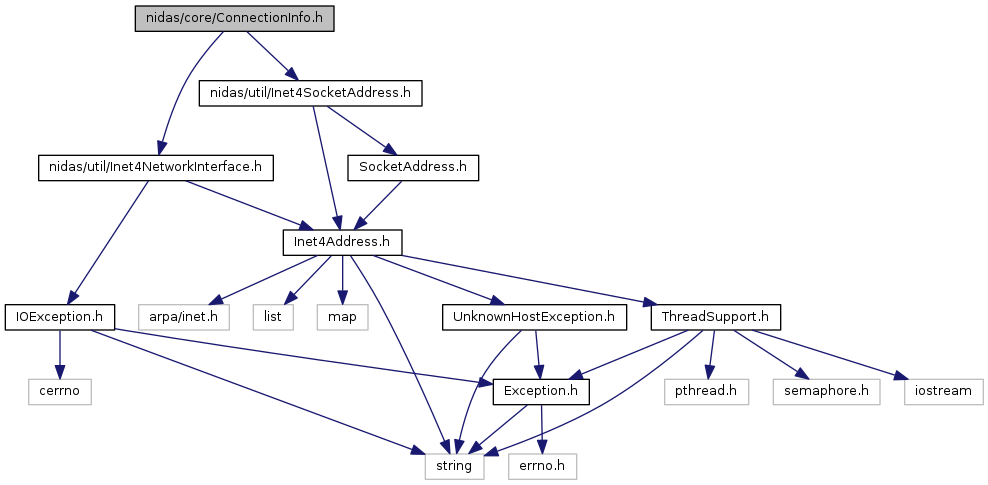 nidas/core/ConnectionInfo.h
nidas/util/Inet4SocketAddress.h
nidas/util/Inet4NetworkInterface.h
SocketAddress.h
Inet4Address.h
IOException.h
arpa/inet.h
list
map
UnknownHostException.h
ThreadSupport.h
cerrno
Exception.h
pthread.h
semaphore.h
iostream
string
errno.h